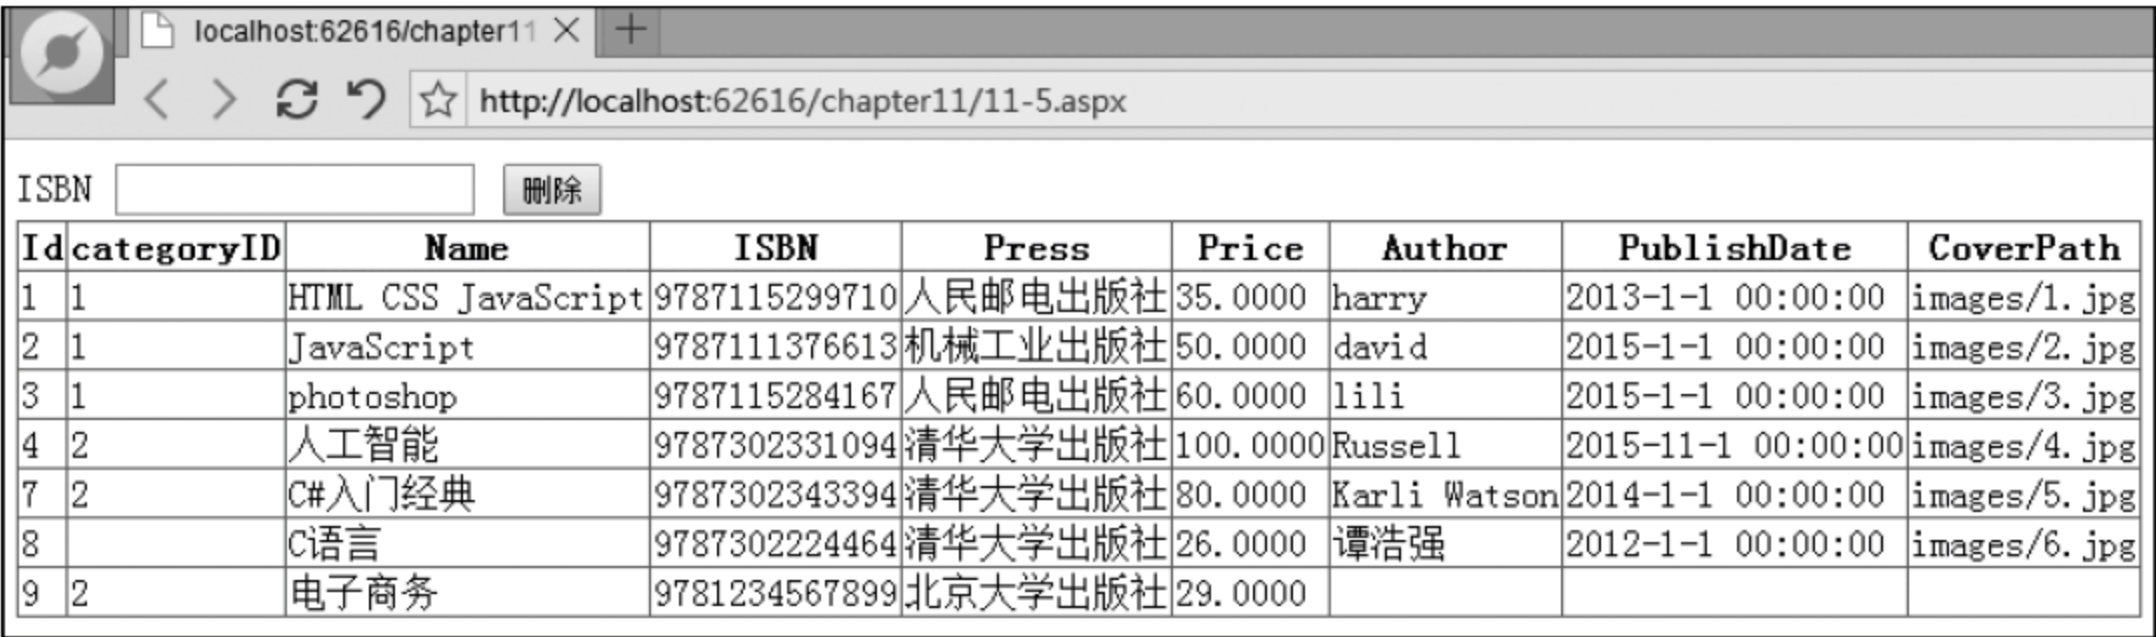 localhost:62616/chapter11
http://localhost:62616/chapter11/11-5.aspx
ISBN 删除
Id categoryID Name ISBN Press Price Author PublishDate CoverPath
1 1 HTML CSS JavaScript 9787115299710 人民邮电出版社 35.0000 harry 2013-1-1 00:00:00 images/1.jpg
2 1 JavaScript 9787111376613 机械工业出版社 50.0000 david 2015-1-1 00:00:00 images/2.jpg
3 1 photoshop 9787115284167 人民邮电出版社 60.0000 lili 2015-1-1 00:00:00 images/3.jpg
4 2 人工智能 9787302331094 清华大学出版社 100.0000 Russell 2015-11-1 00:00:00 images/4.jpg
7 2 C#入门经典 9787302343394 清华大学出版社 80.0000 Karli Watson 2014-1-1 00:00:00 images/5.jpg
8 C语言 9787302224464 清华大学出版社 26.0000 谭浩强 2012-1-1 00:00:00 images/6.jpg
9 2 电子商务 9781234567899 北京大学出版社 29.0000